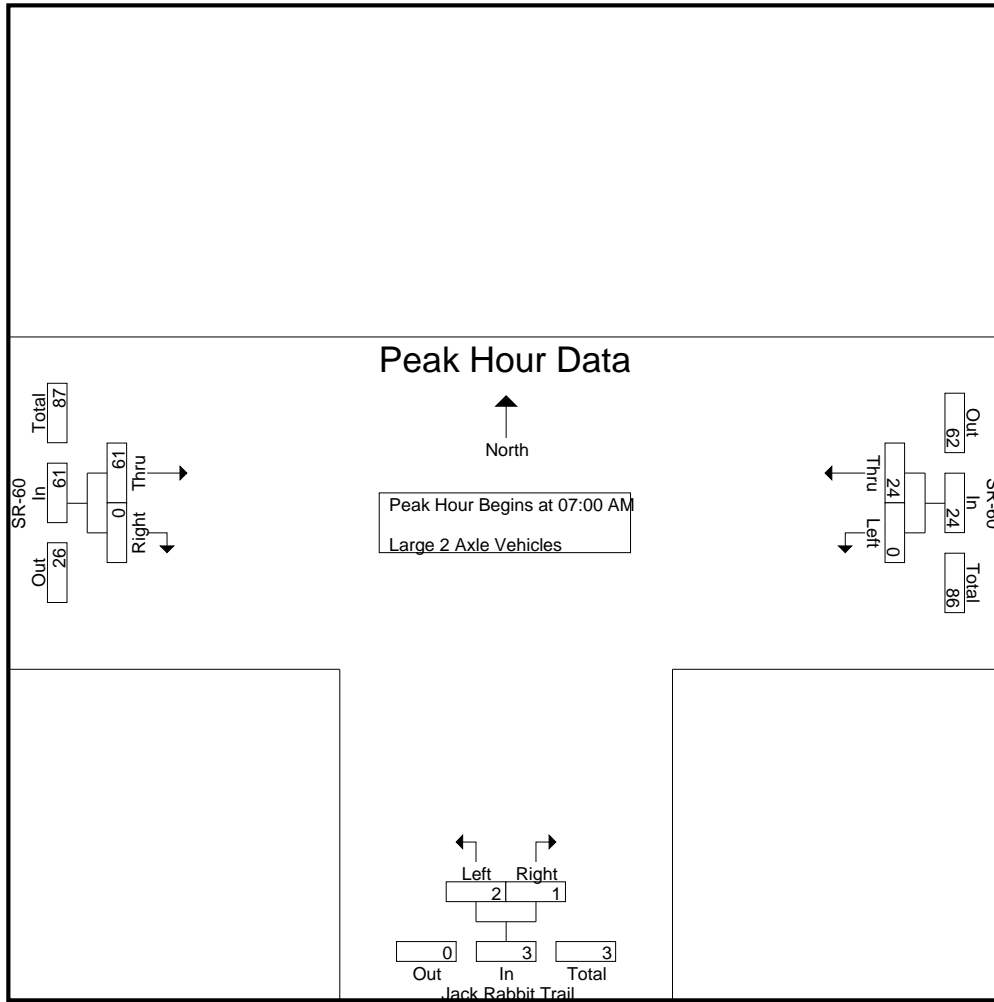 Peak Hour Data
North
Peak Hour Begins at 07:00 AM
Large 2 Axle Vehicles
SR-60
Total
87
In
61
Out
26
61
Thru
0
Right
SR-60
Out
62
In
24
Total
86
Thru
24
Left
0
Left Right
2 1
0 3 3
Out In Total
Jack Rabbit Trail